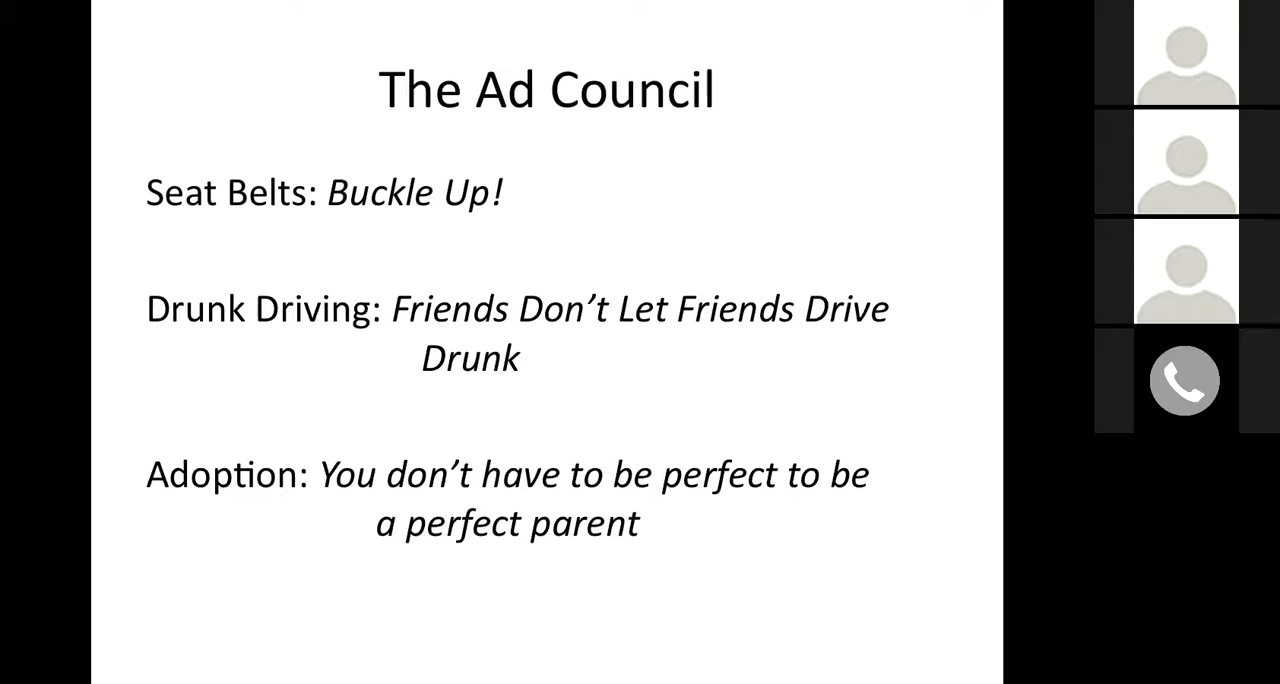 The Ad Council
Seat Belts: Buckle Up!
Drunk Driving: Friends Don’t Let Friends Drive
Drunk
Adoption: You don’t have to be perfect to be
a perfect parent